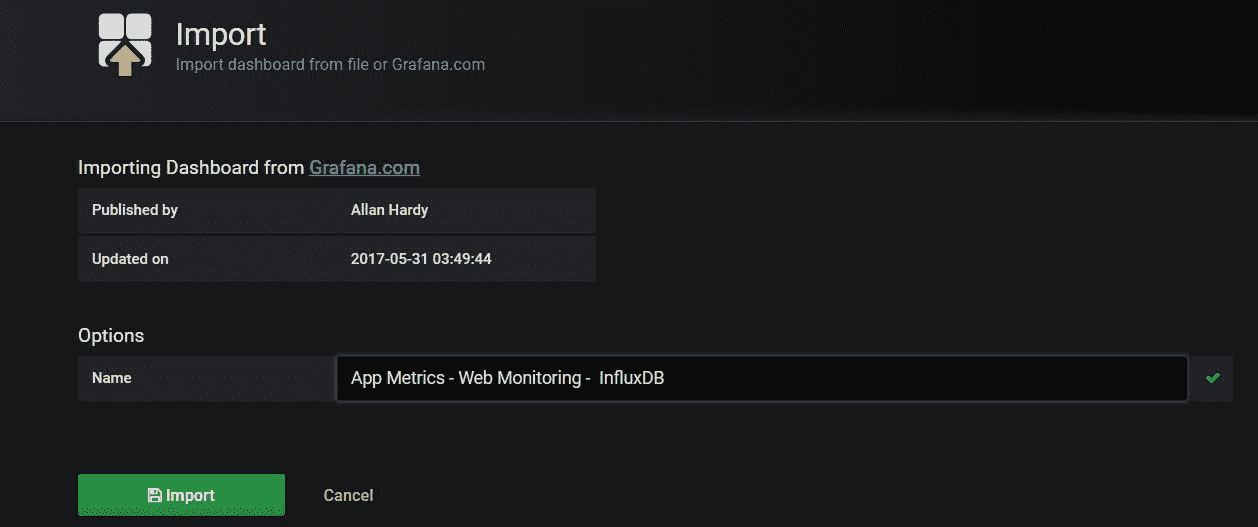 Import
Import dashboard from file or Grafana.com
Importing Dashboard from Grafana.com
Published by Allan Hardy
Updated on 2017-05-31 03:49:44
Options
Name App Metrics - Web Monitoring - InfluxDB
Import Cancel